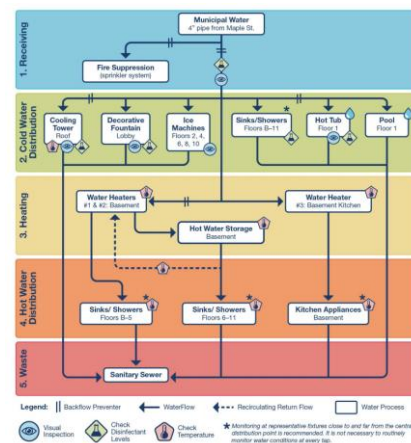 1. Receiving
Municipal Water
4" pipe from Maple St,
Fire Suppression
(sprinkler system)
2. Cold Water
Distribution
Cooling
Tower
Roof
Decorative
Fountain
Lobby
Ice
Machines
Floors 2, 4,
6, 8, 10
Sinks/Showers
Floors B–11
Hot Tub
Floor 1
Pool
Floor 1
3. Heating
Water Heaters
#1 & #2: Basement
Water Heater
#3: Basement Kitchen
Hot Water Storage
Basement
4. Hot Water
Distribution
Sinks/ Showers
Floors B–5
Sinks/ Showers
Floors 6–11
Kitchen Appliances
Basement
5. Waste
Sanitary Sewer
Legend:
Backflow Preventer
WaterFlow
Recirculating Return Flow
Water Process
Visual
Inspection
Check
Disinfectant
Levels
Check
Temperature
* Monitoring at representative fixtures close to and far from the central
distribution point is recommended. It is not necessary to routinely
monitor water conditions at every tap.